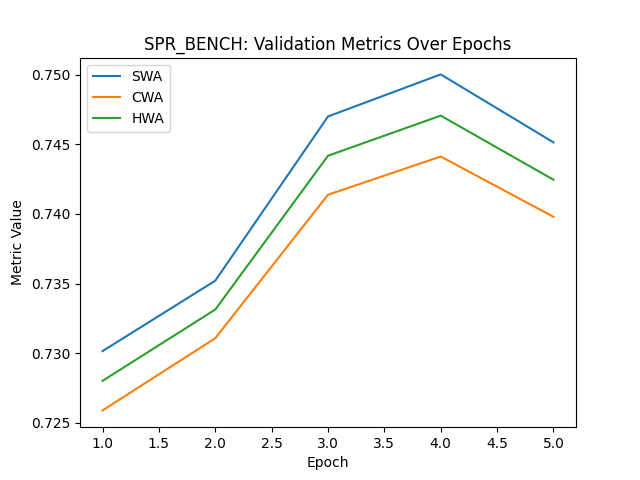 SPR_BENCH: Validation Metrics Over Epochs
SWA
CWA
HWA
Metric Value
0.750
0.745
0.740
0.735
0.730
0.725
1.0 1.5 2.0 2.5 3.0 3.5 4.0 4.5 5.0
Epoch